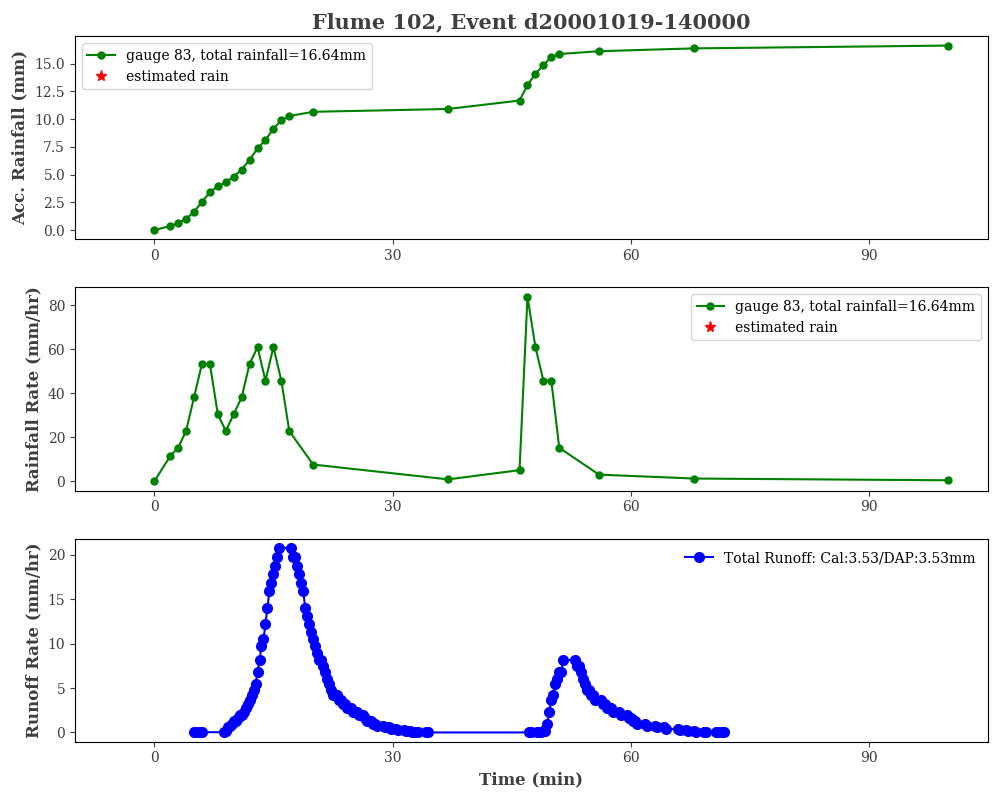 Flume 102, Event d20001019-140000
Acc. Rainfall (mm)
15.0
12.5
10.0
7.5
5.0
2.5
0.0
gauge 83, total rainfall=16.64mm
estimated rain
0 30 60 90
Rainfall Rate (mm/hr)
80
60
40
20
0
gauge 83, total rainfall=16.64mm
estimated rain
0 30 60 90
Runoff Rate (mm/hr)
20
15
10
5
0
Total Runoff: Cal:3.53/DAP:3.53mm
0 30 60 90
Time (min)